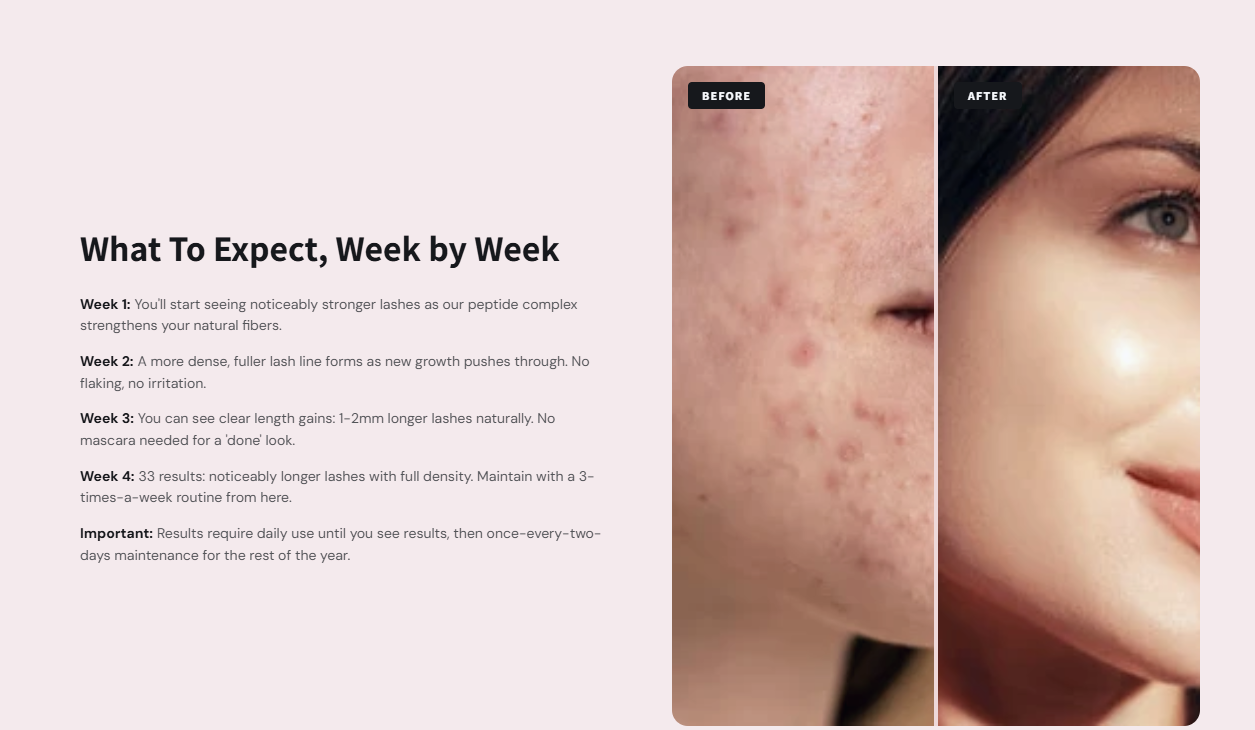 What To Expect, Week by Week
Week 1: You'll start seeing noticeably stronger lashes as our peptide complex
strengthens your natural fibers.
Week 2: A more dense, fuller lash line forms as new growth pushes through. No
flaking, no irritation.
Week 3: You can see clear length gains: 1-2mm longer lashes naturally. No
mascara needed for a 'done' look.
Week 4: 33 results: noticeably longer lashes with full density. Maintain with a 3-
times-a-week routine from here.
Important: Results require daily use until you see results, then once-every-two-
days maintenance for the rest of the year.
BEFORE
AFTER